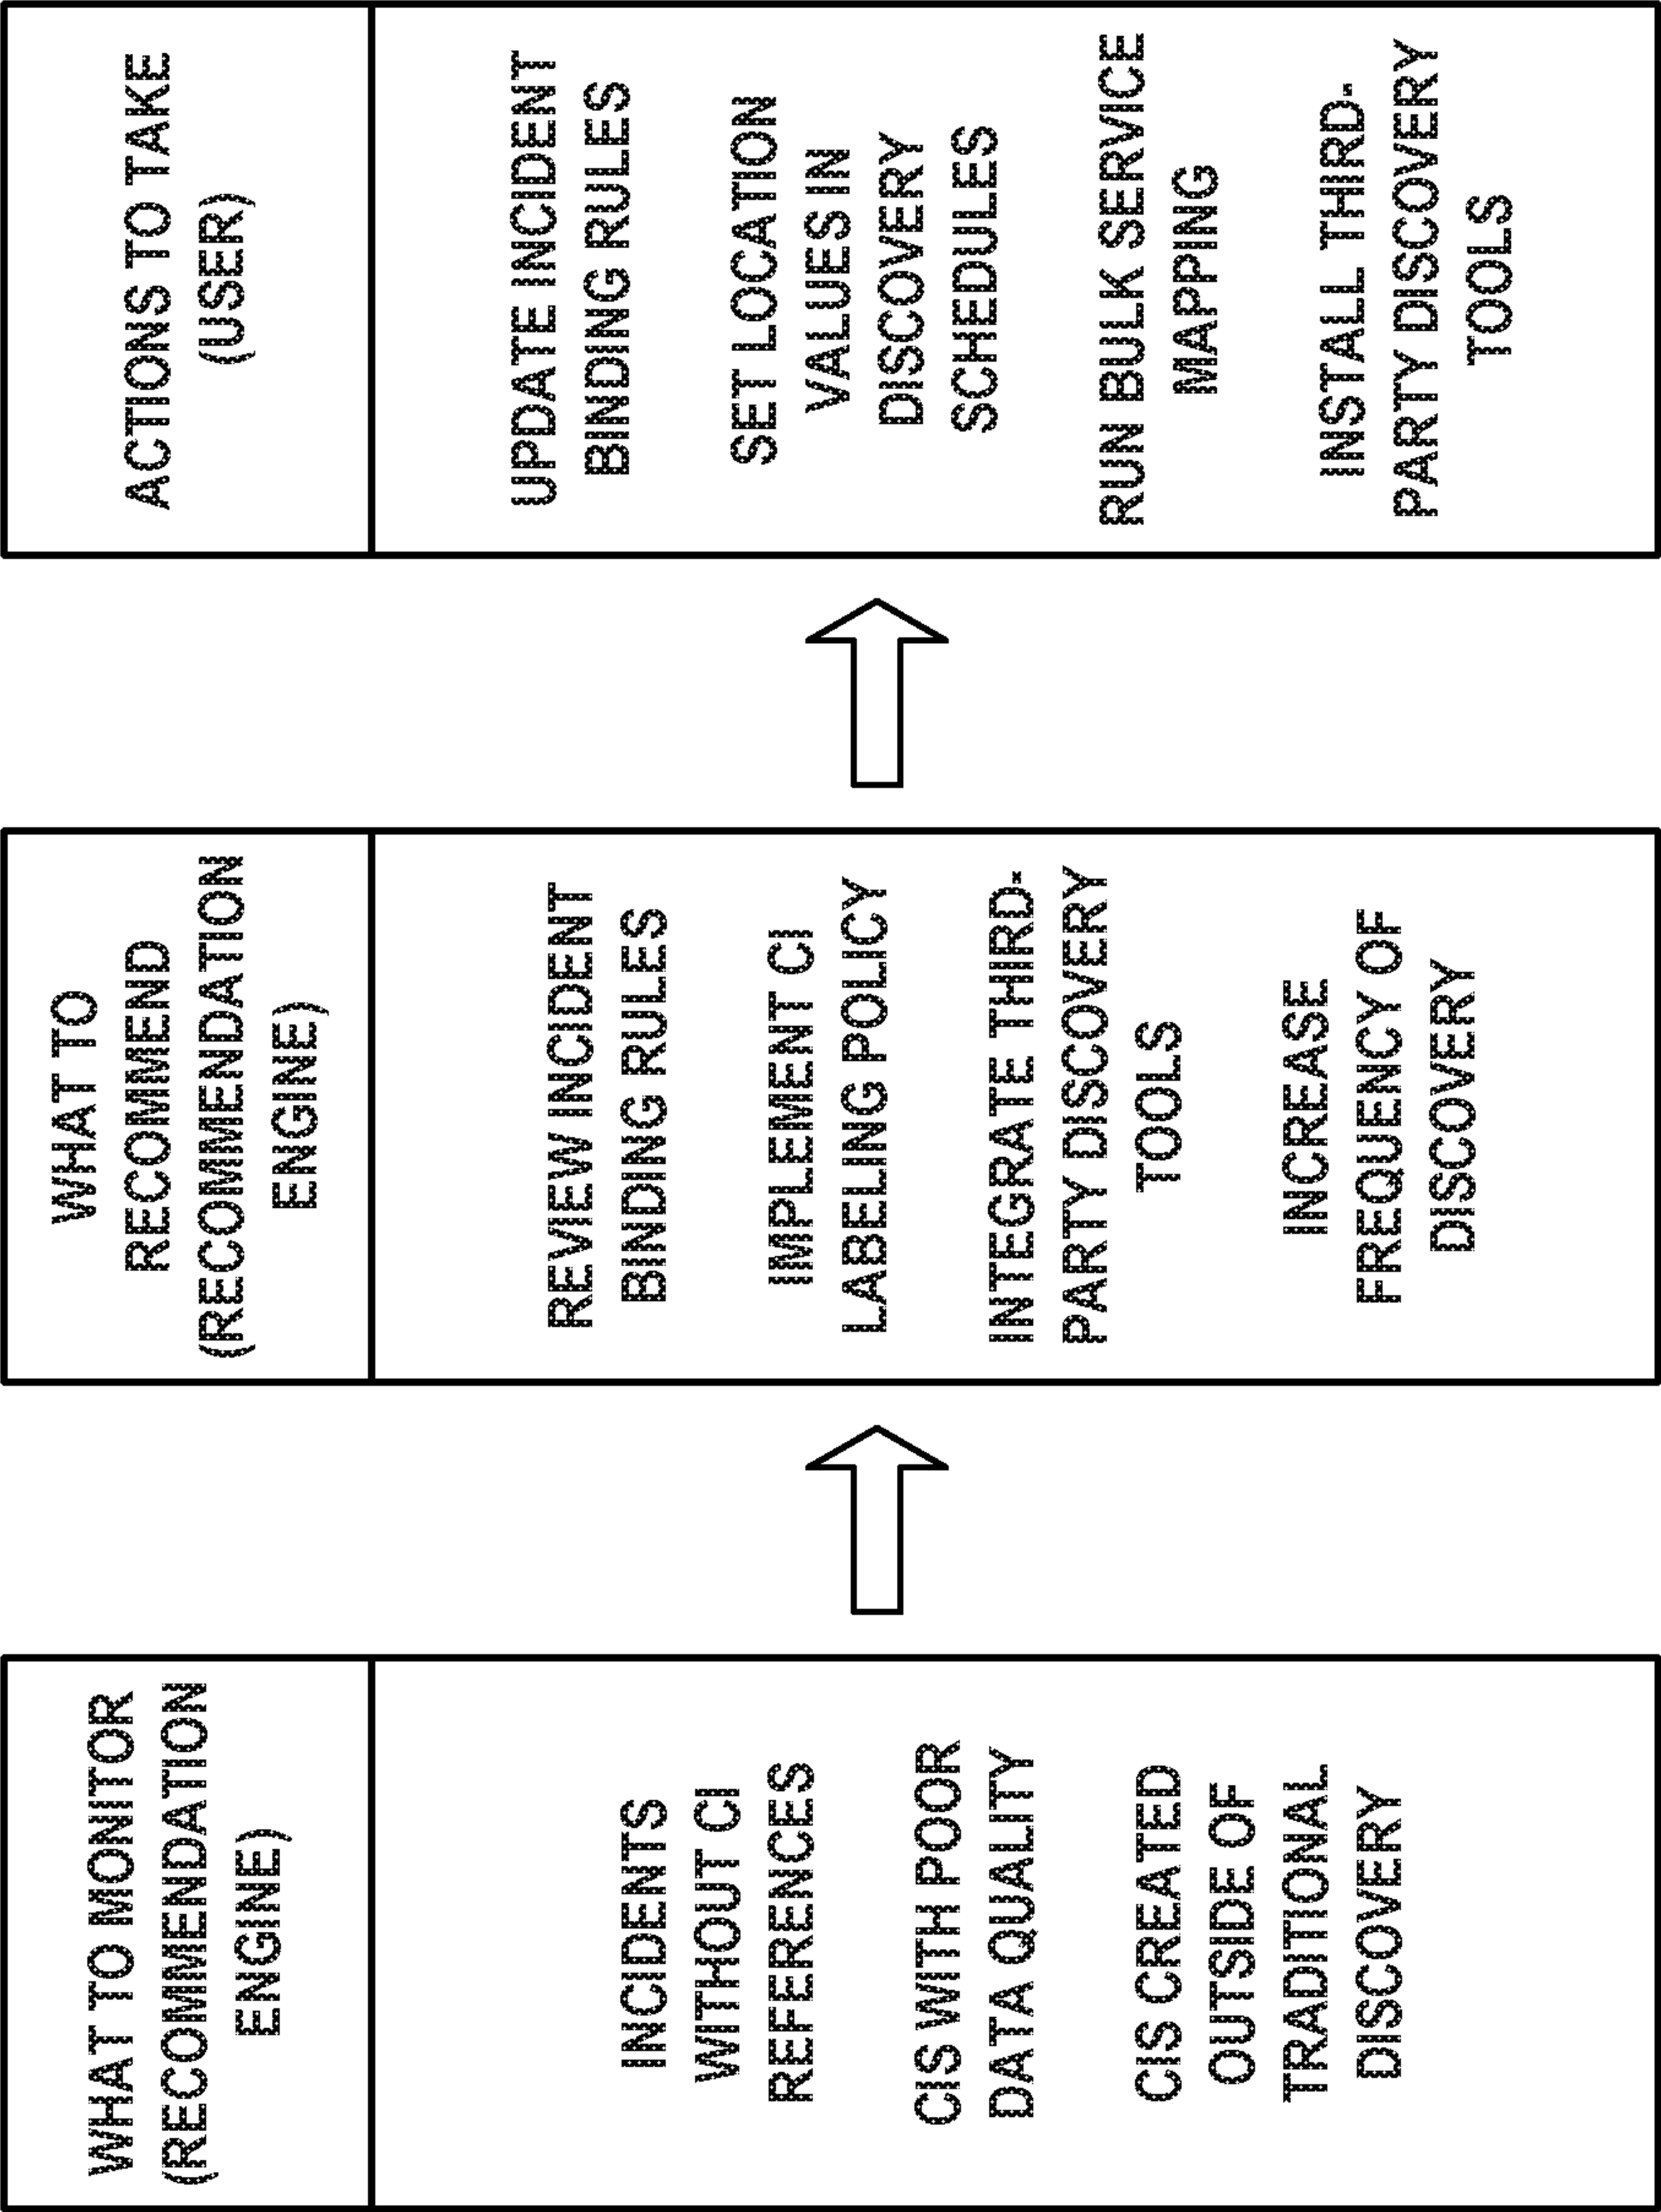 WHAT TO MONITOR
(RECOMMENDATION
ENGINE)
INCIDENTS
WITHOUT CI
REFERENCES
CIS WITH POOR
DATA QUALITY
CIS CREATED
OUTSIDE OF
TRADITIONAL
DISCOVERY
WHAT TO
RECOMMEND
(RECOMMENDATION
ENGINE)
REVIEW INCIDENT
BINDING RULES
IMPLEMENT CI
LABELING POLICY
INTEGRATE THIRD-
PARTY DISCOVERY
TOOLS
INCREASE
FREQUENCY OF
DISCOVERY
ACTIONS TO TAKE
(USER)
UPDATE INCIDENT
BINDING RULES
SET LOCATION
VALUES IN
DISCOVERY
SCHEDULES
RUN BULK SERVICE
MAPPING
INSTALL THIRD-
PARTY DISCOVERY
TOOLS